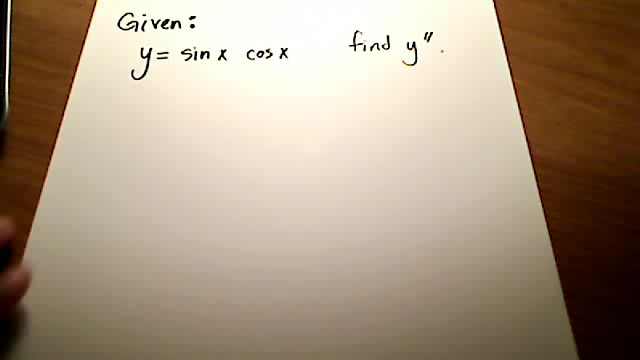 Given:
y = sin x cos x find y".